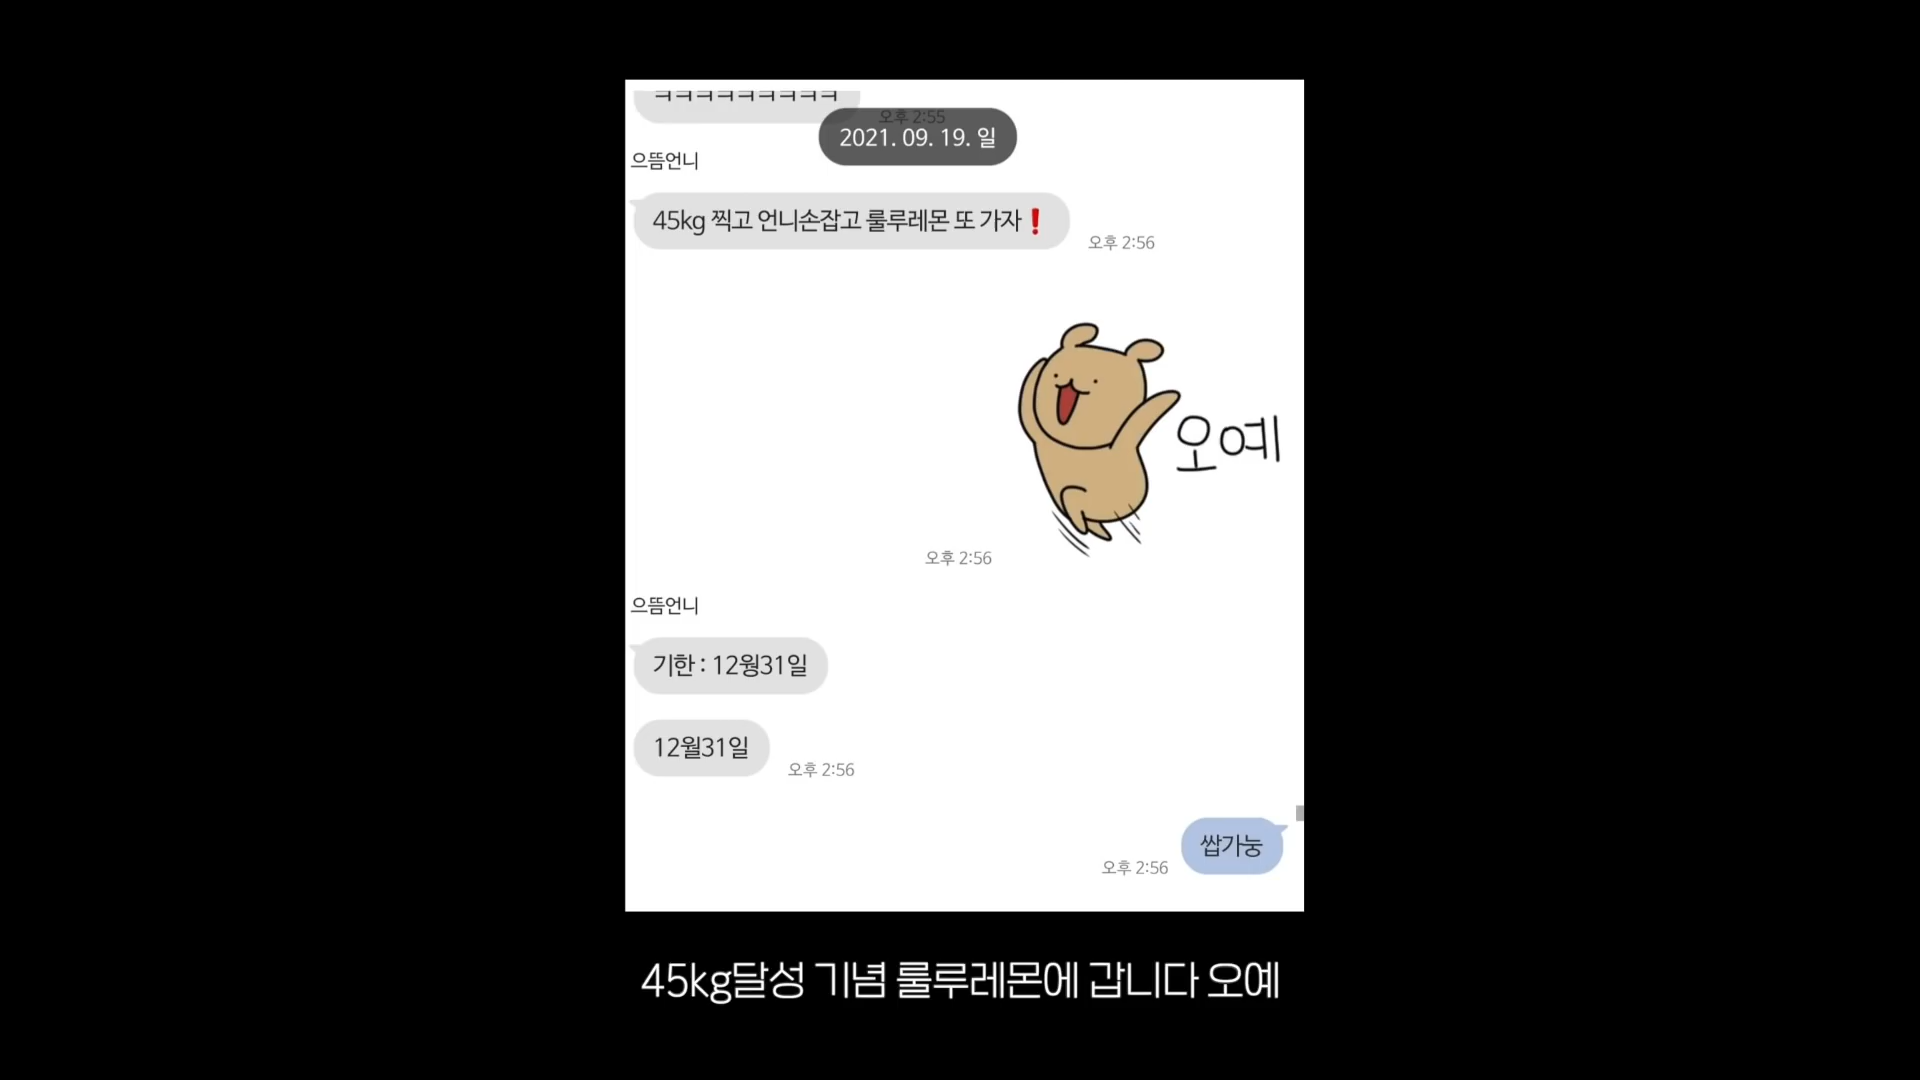 ㅋㅋㅋㅋㅋㅋㅋㅋㅋ
오후 2:55
2021. 09. 19. 일
으뜸언니
45kg 찍고 언니손잡고 룰루레몬 또 가자❗
오후 2:56
오예
오후 2:56
으뜸언니
기한 : 12웡31일
12월31일
오후 2:56
쌉가눙
오후 2:56
45kg달성 기념 룰루레몬에 갑니다 오예